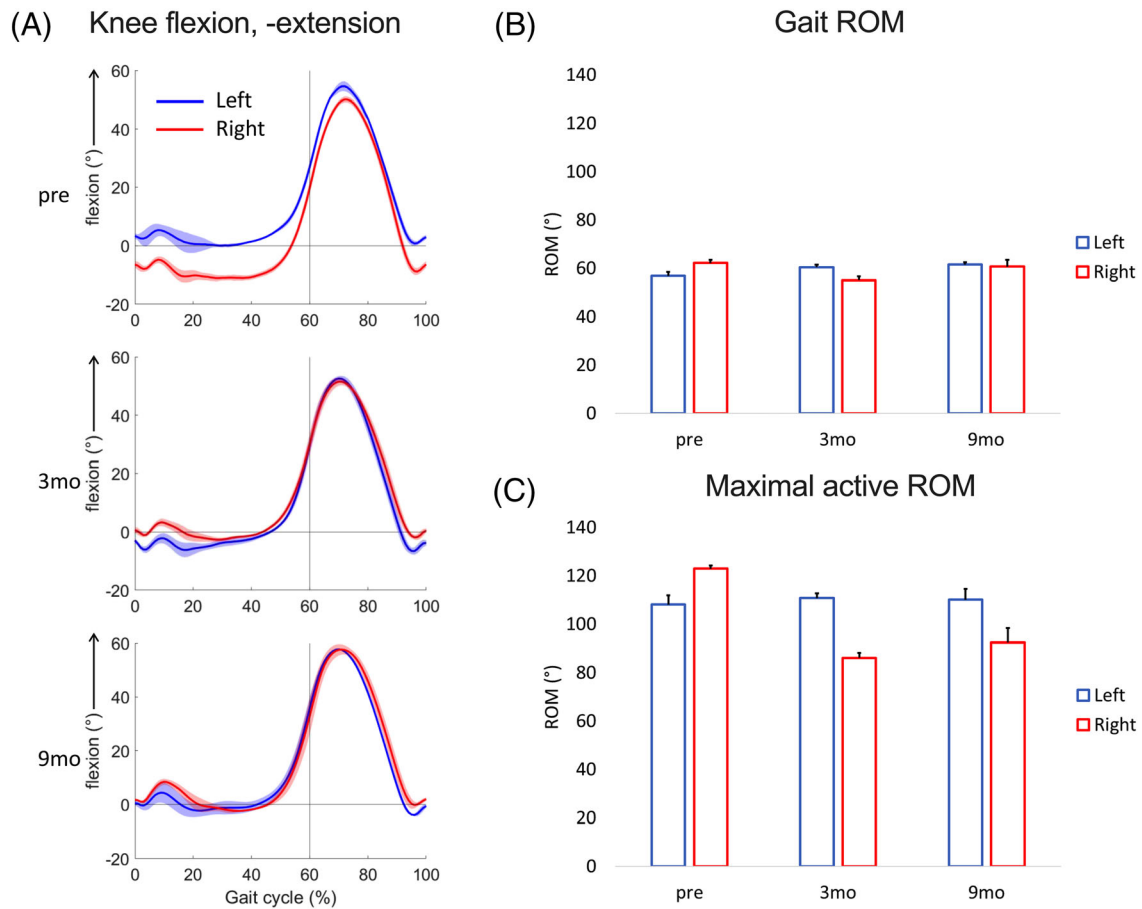 (A) Knee flexion, -extension
pre
flexion (°)
60
40
20
0
-20
Left
Right
0 20 40 60 80 100
3mo
flexion (°)
60
40
20
0
-20
0 20 40 60 80 100
9mo
flexion (°)
60
40
20
0
-20
0 20 40 60 80 100
Gait cycle (%)
(B) Gait ROM
ROM (°)
140
120
100
80
60
40
20
0
pre 3mo 9mo
Left
Right
(C) Maximal active ROM
ROM (°)
140
120
100
80
60
40
20
0
pre 3mo 9mo
Left
Right